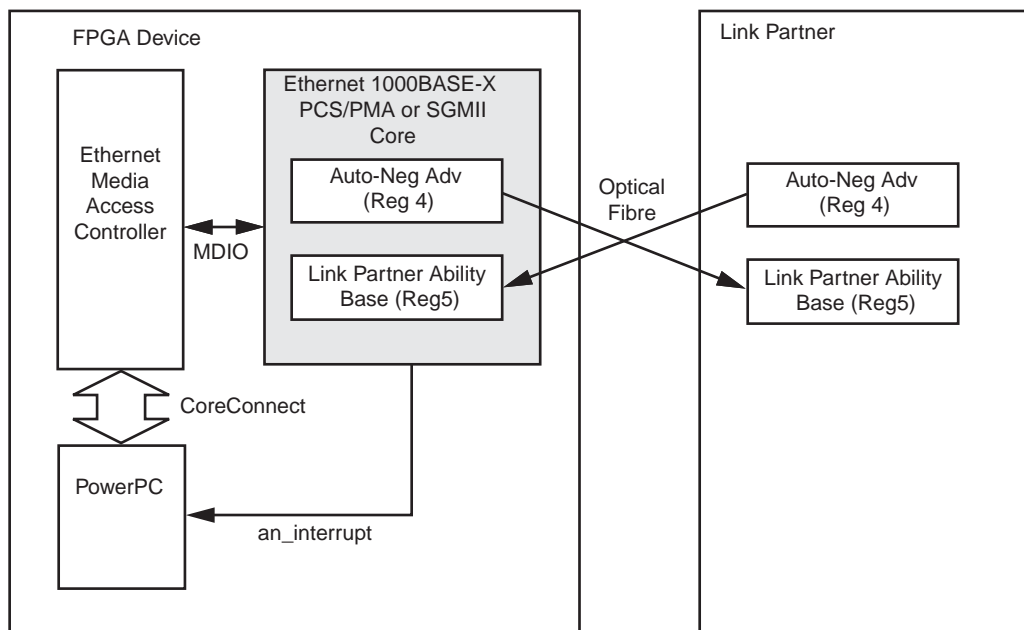 FPGA Device
Link Partner
Ethernet 1000BASE-X
PCS/PMA or SGMII
Core
Ethernet
Media
Access
Controller
MDIO
Auto-Neg Adv
(Reg 4)
Link Partner Ability
Base (Reg5)
Optical
Fibre
Auto-Neg Adv
(Reg 4)
Link Partner Ability
Base (Reg5)
CoreConnect
PowerPC
an_interrupt